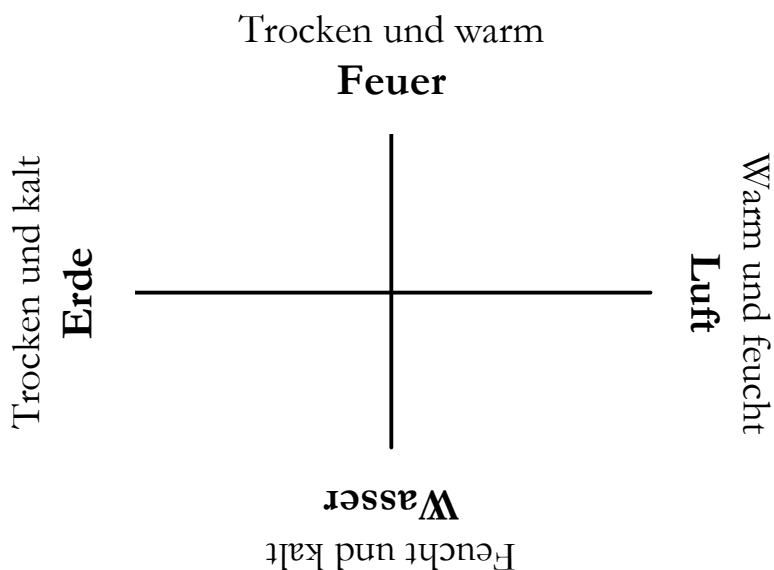 Trocken und warm
Feuer
Trocken und kalt
Erde
Luft
Warm und feucht
Wasser
Feucht und kalt